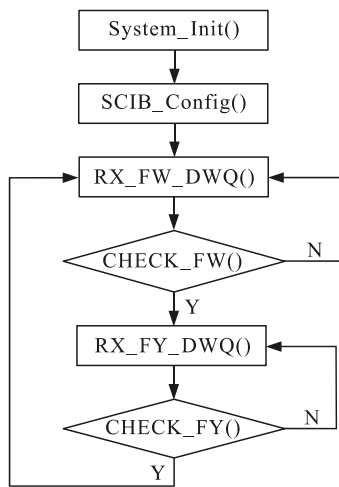 System_Init()
SCIB_Config()
RX_FW_DWQ()
CHECK_FW()
N
Y
RX_FY_DWQ()
CHECK_FY()
N
Y